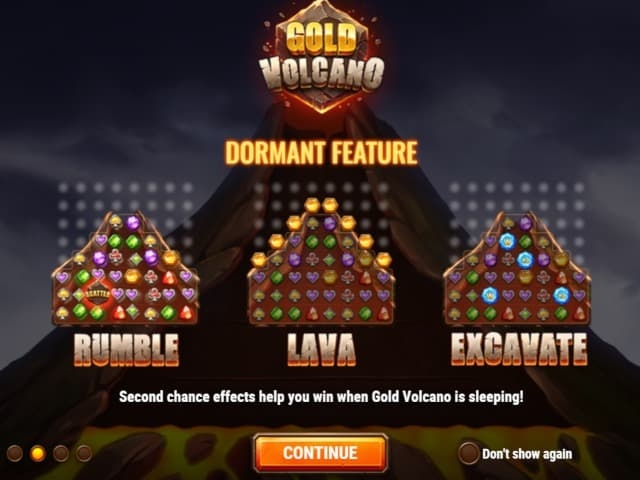 GOLD
VOLCANO
DORMANT FEATURE
SCATTER
RUMBLE
LAVA
EXCAVATE
Second chance effects help you win when Gold Volcano is sleeping!
CONTINUE
Don't show again